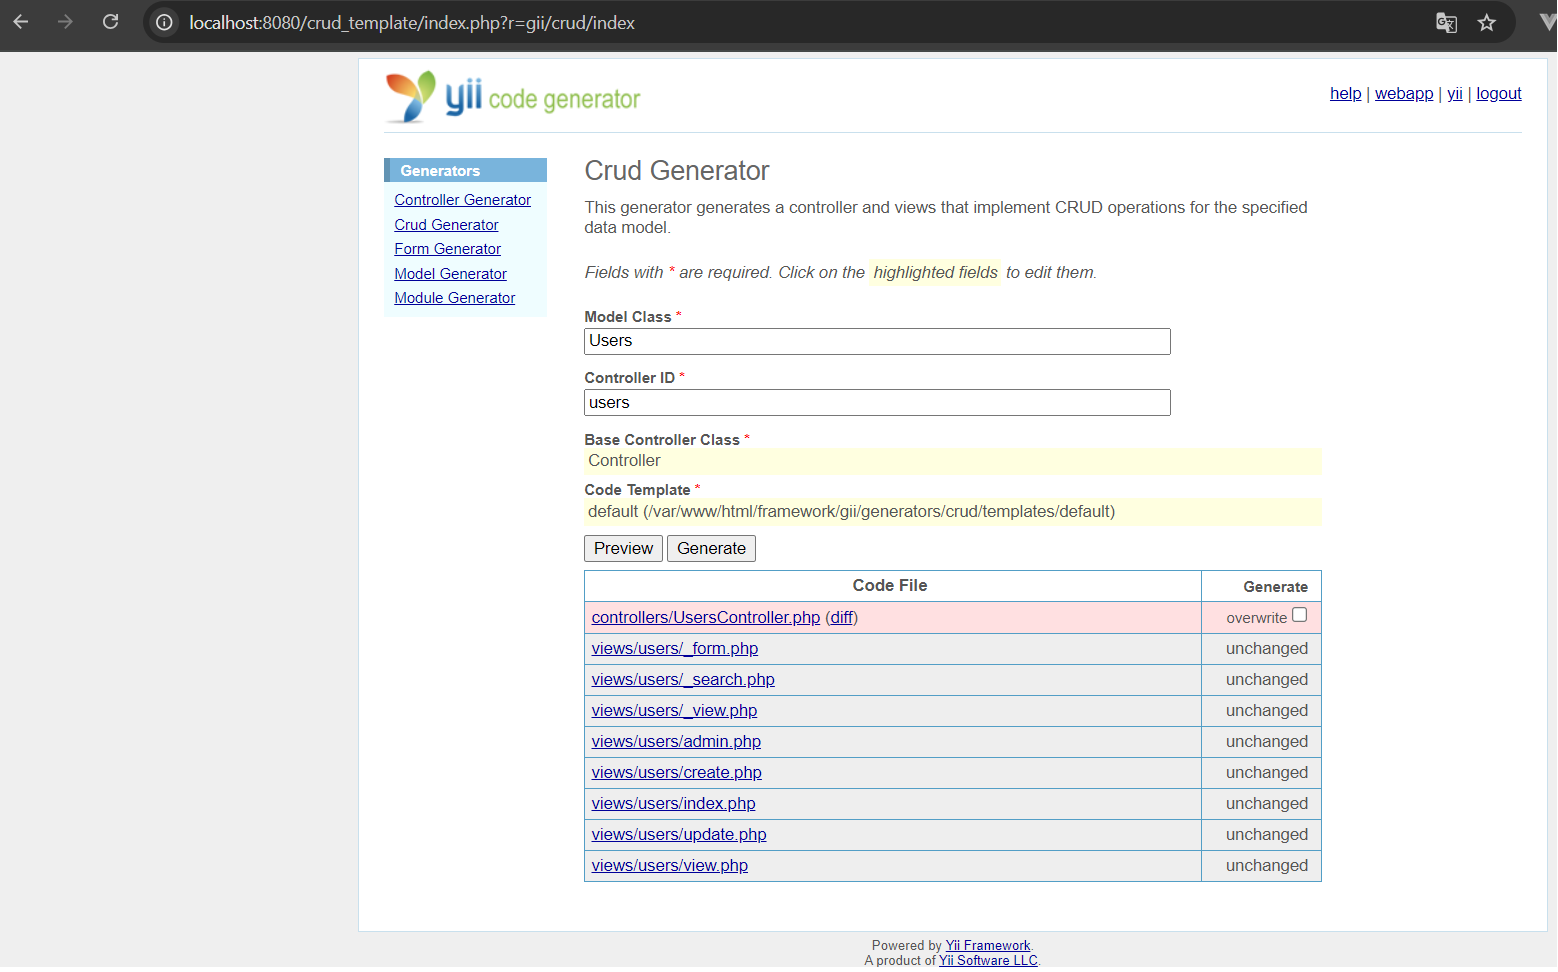 localhost:8080/crud_template/index.php?r=gii/crud/index
yii code generator
help | webapp | yii | logout
Generators
Controller Generator
Crud Generator
Form Generator
Model Generator
Module Generator
Crud Generator
This generator generates a controller and views that implement CRUD operations for the specified
data model.
Fields with * are required. Click on the highlighted fields to edit them.
Model Class *
Users
Controller ID *
users
Base Controller Class *
Controller
Code Template *
default (/var/www/html/framework/gii/generators/crud/templates/default)
Preview Generate
Code File Generate
controllers/UsersController.php (diff) overwrite
views/users/_form.php unchanged
views/users/_search.php unchanged
views/users/_view.php unchanged
views/users/admin.php unchanged
views/users/create.php unchanged
views/users/index.php unchanged
views/users/update.php unchanged
views/users/view.php unchanged
Powered by Yii Framework.
A product of Yii Software LLC.